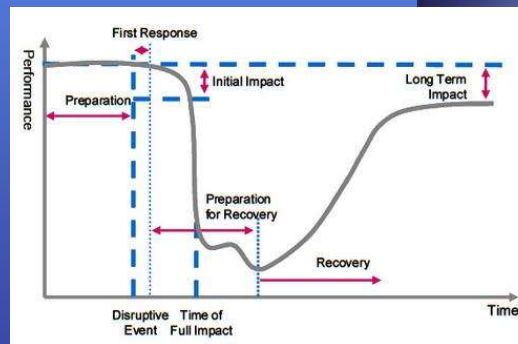 First Response
Performance
Initial Impact
Long Term
Impact
Preparation
Preparation
for Recovery
Recovery
Time
Disruptive
Event
Time of
Full Impact